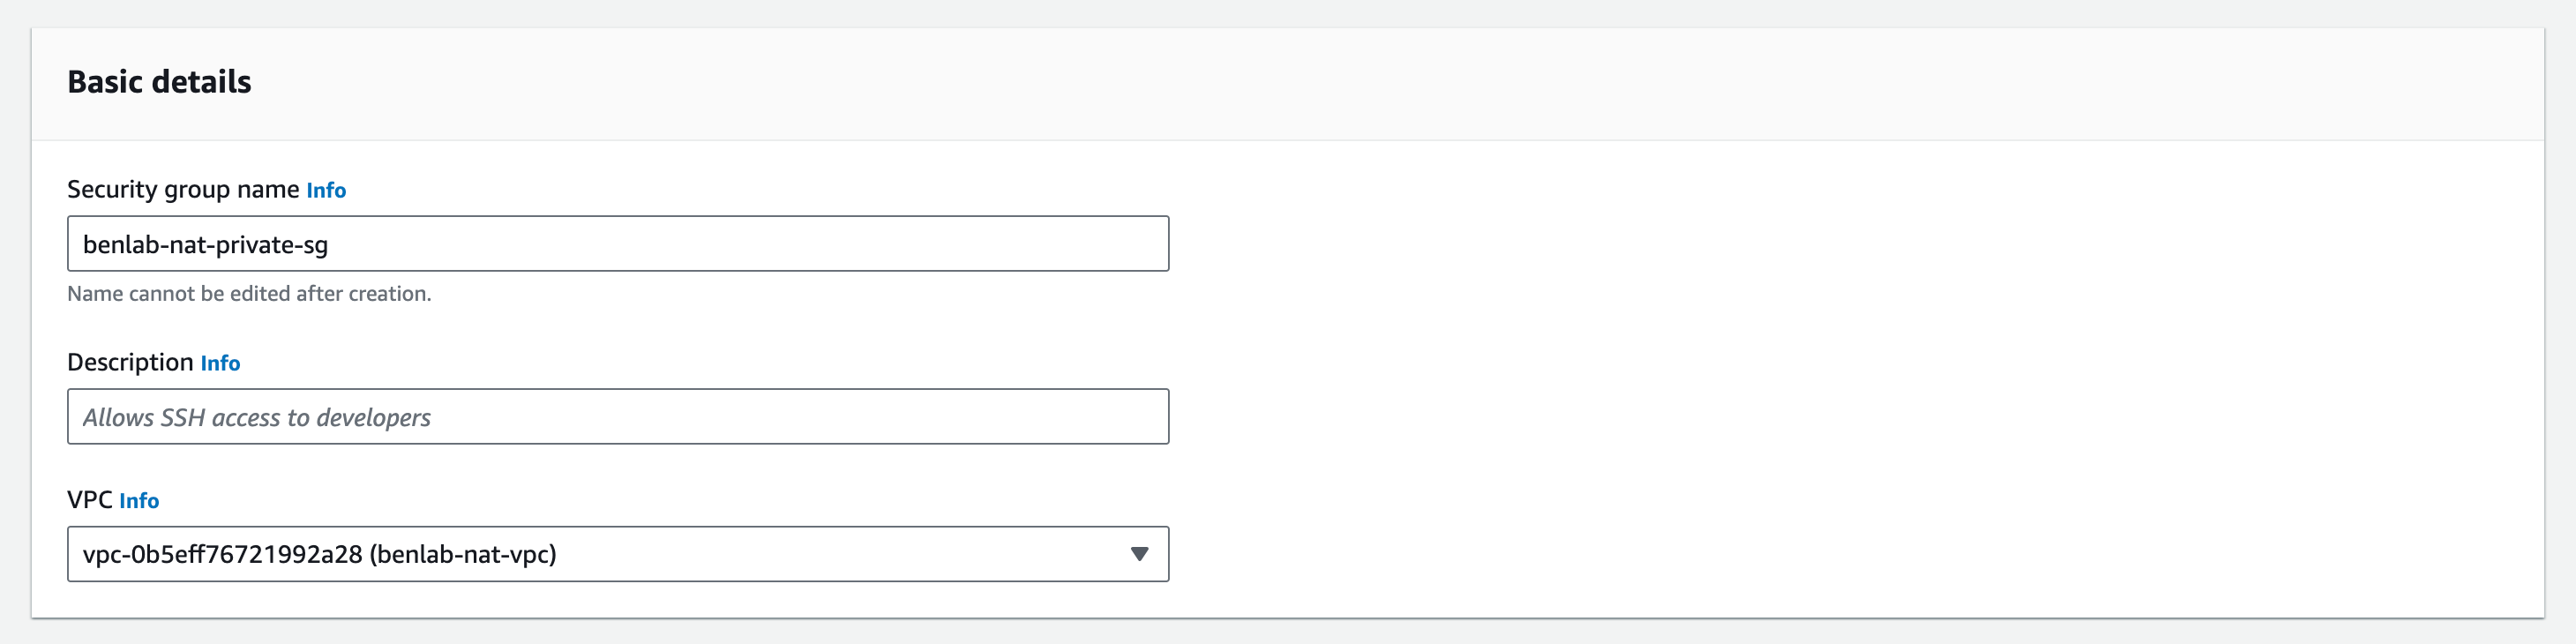 Basic details
Security group name Info
benlab-nat-private-sg
Name cannot be edited after creation.
Description Info
Allows SSH access to developers
VPC Info
vpc-0b5eff76721992a28 (benlab-nat-vpc)